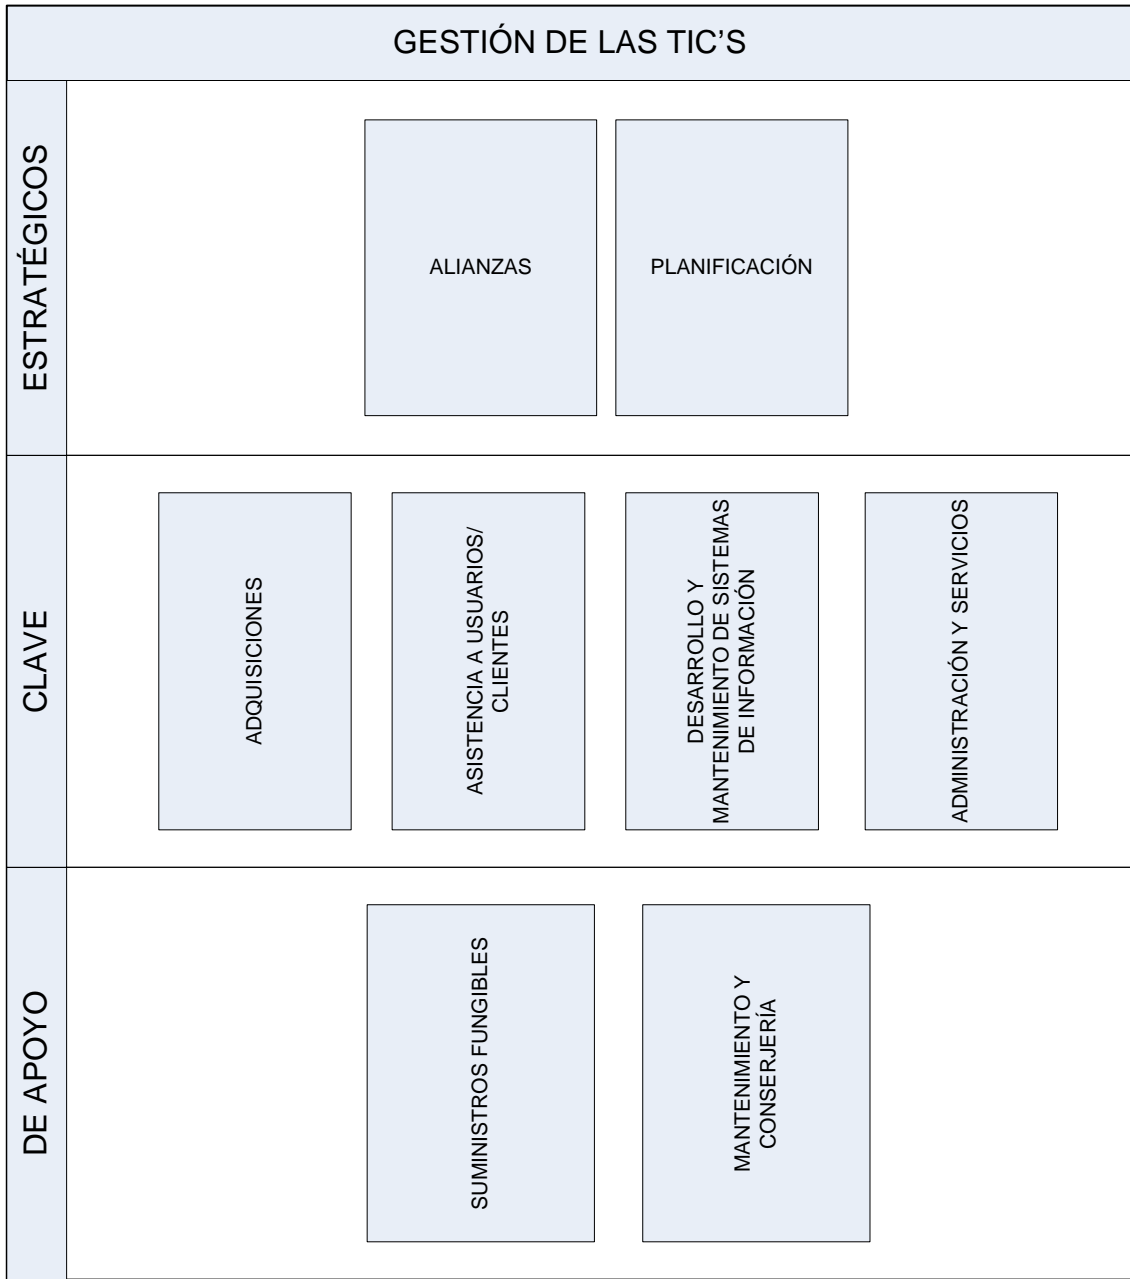 GESTIÓN DE LAS TIC'S
ESTRATÉGICOS
ALIANZAS
PLANIFICACIÓN
CLAVE
ADQUISICIONES
ASISTENCIA A USUARIOS/
CLIENTES
DESARROLLO Y
MANTENIMIENTO DE SISTEMAS
DE INFORMACIÓN
ADMINISTRACIÓN Y SERVICIOS
DE APOYO
SUMINISTROS FUNGIBLES
MANTENIMIENTO Y
CONSERJERÍA